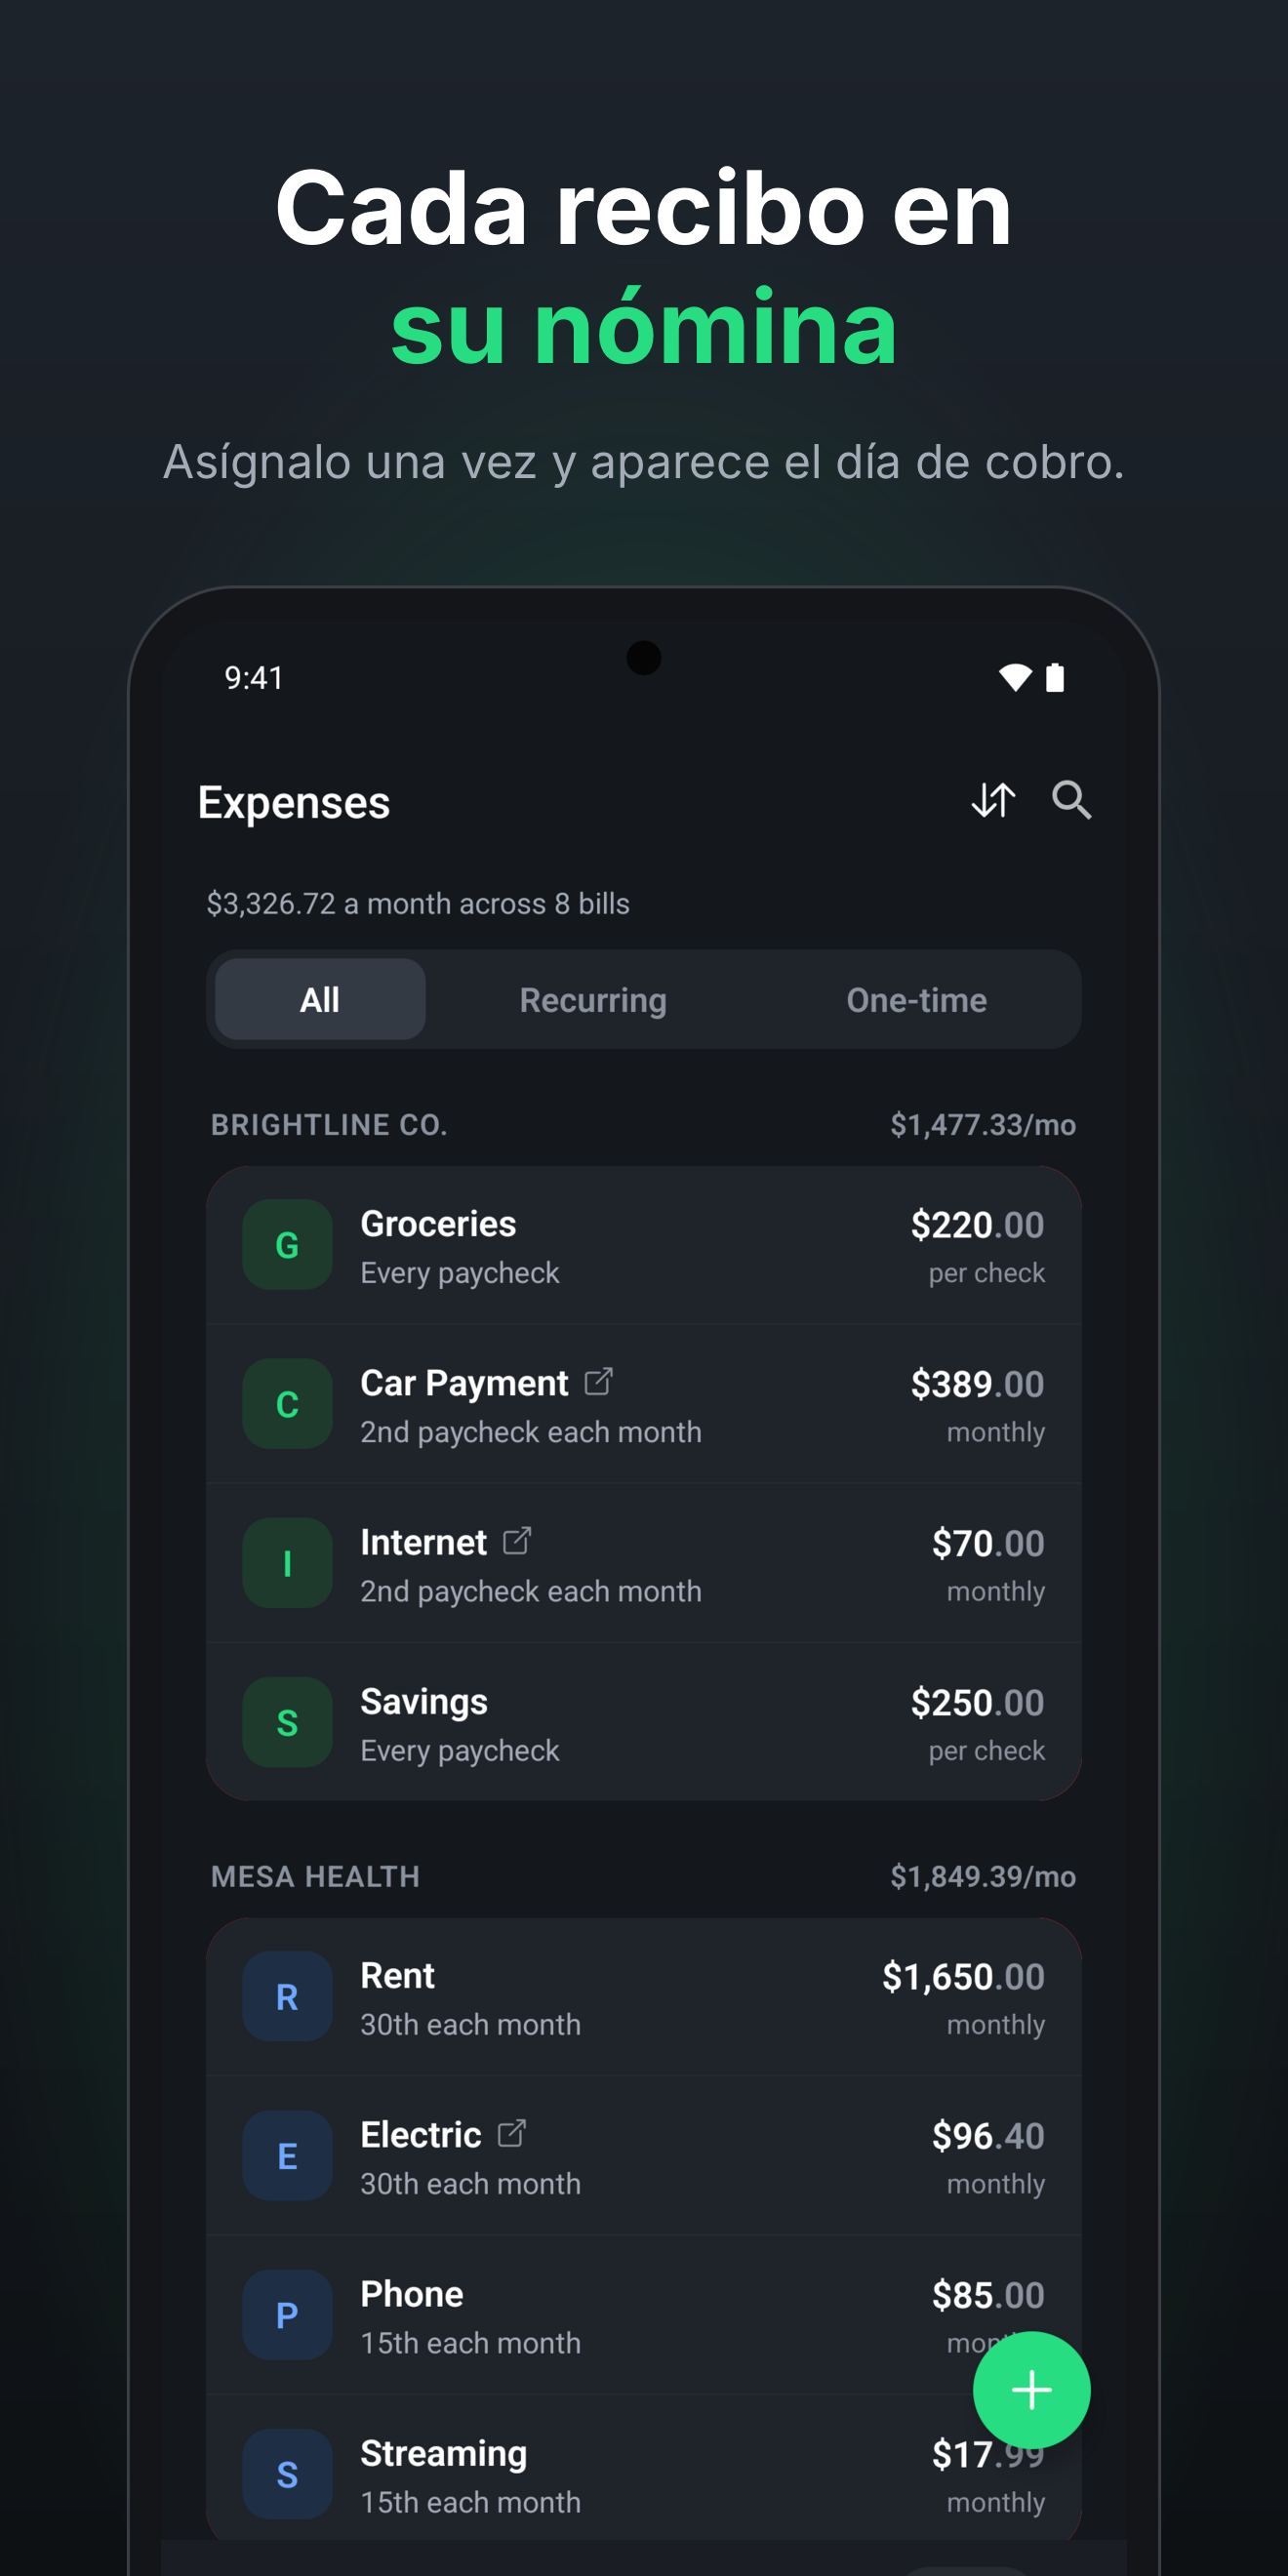 Cada recibo en
su nómina
Asígnalo una vez y aparece el día de cobro.
9:41
Expenses
$3,326.72 a month across 8 bills
All Recurring One-time
BRIGHTLINE CO. $1,477.33/mo
G Groceries $220.00
Every paycheck per check
C Car Payment $389.00
2nd paycheck each month monthly
I Internet $70.00
2nd paycheck each month monthly
S Savings $250.00
Every paycheck per check
MESA HEALTH $1,849.39/mo
R Rent $1,650.00
30th each month monthly
E Electric $96.40
30th each month monthly
P Phone $85.00
15th each month
S Streaming $17.99
15th each month monthly